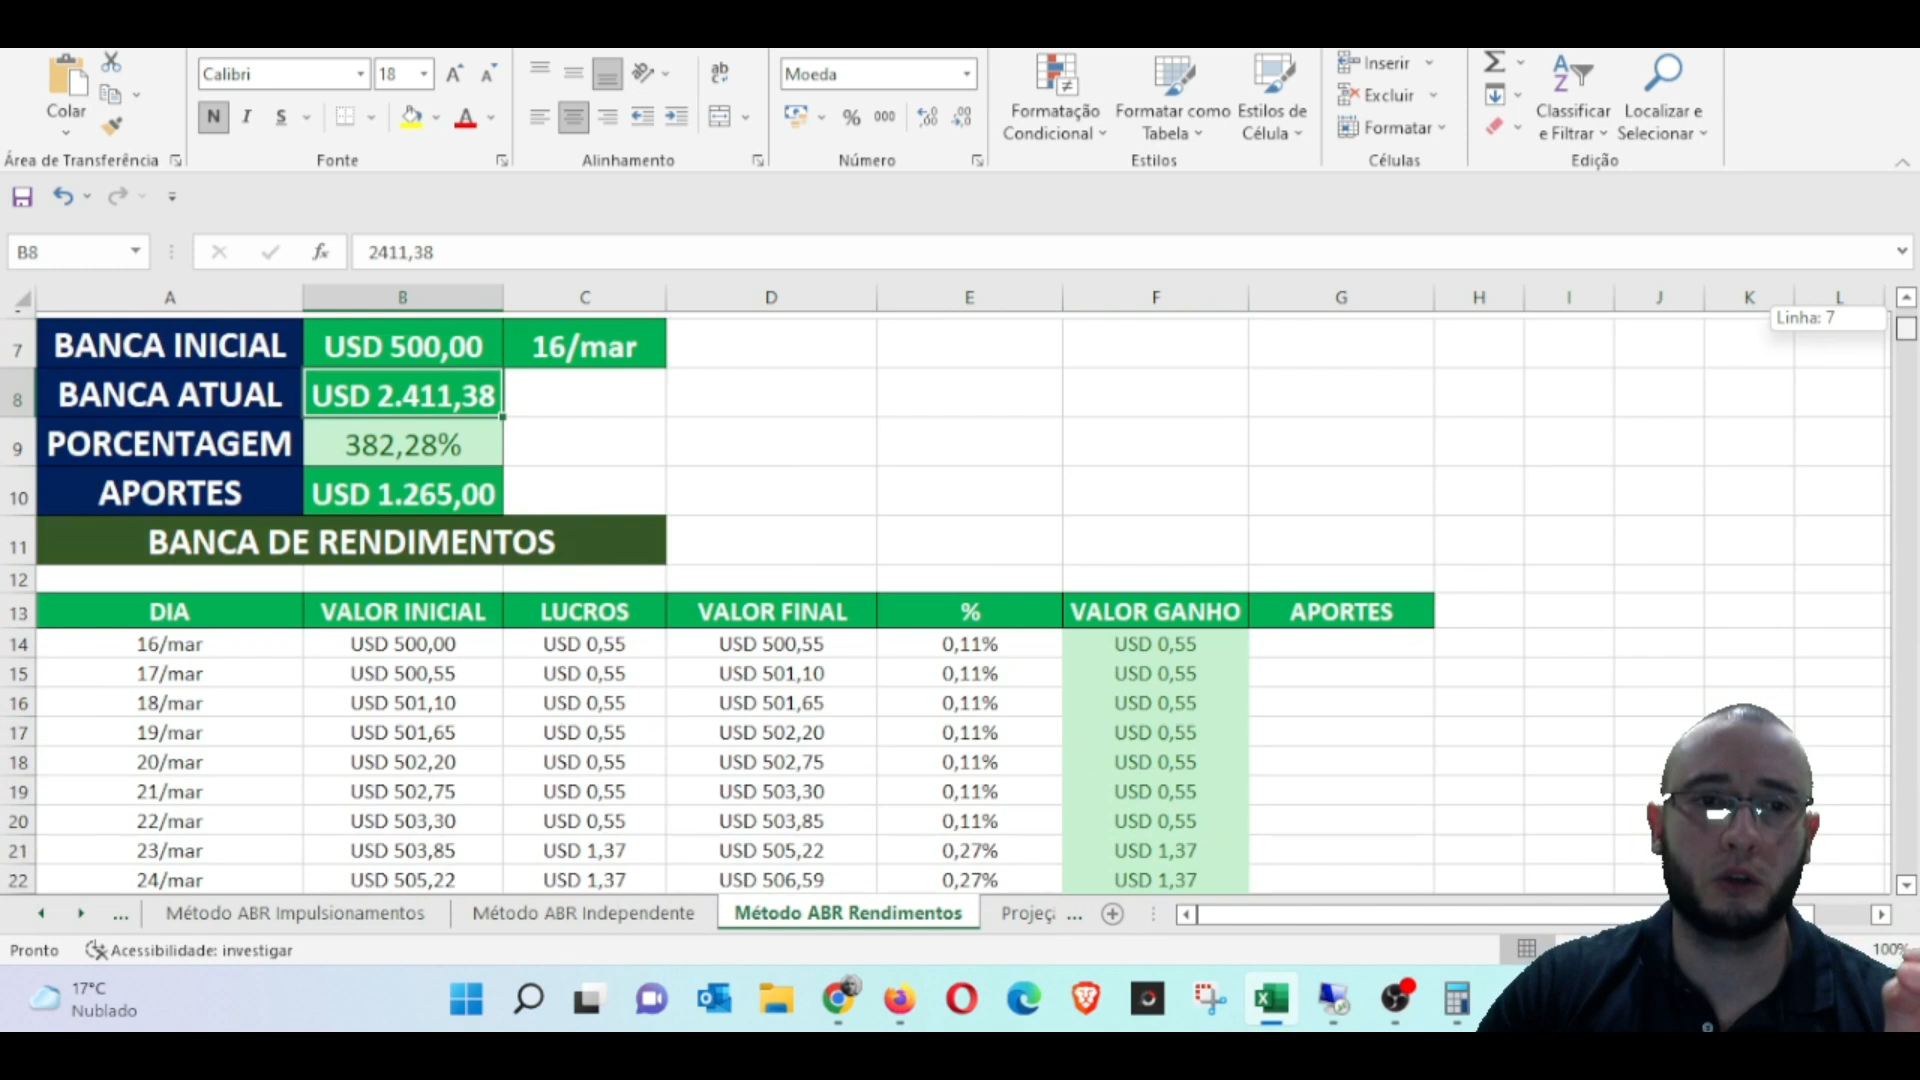 Calibri 18 Moeda
Colar
Formatação Condicional
Formatar como Tabela
Estilos de Célula
Inserir
Excluir
Formatar
Classificar e Filtrar
Localizar e Selecionar
N I S % 000
Área de Transferência Fonte Alinhamento Número Estilos Células Edição
B8 fx 2411,38
A B C D E F G H I J K L
Linha: 7
7 BANCA INICIAL USD 500,00 16/mar
8 BANCA ATUAL USD 2.411,38
9 PORCENTAGEM 382,28%
10 APORTES USD 1.265,00
11 BANCA DE RENDIMENTOS
12
13 DIA VALOR INICIAL LUCROS VALOR FINAL % VALOR GANHO APORTES
14 16/mar USD 500,00 USD 0,55 USD 500,55 0,11% USD 0,55
15 17/mar USD 500,55 USD 0,55 USD 501,10 0,11% USD 0,55
16 18/mar USD 501,10 USD 0,55 USD 501,65 0,11% USD 0,55
17 19/mar USD 501,65 USD 0,55 USD 502,20 0,11% USD 0,55
18 20/mar USD 502,20 USD 0,55 USD 502,75 0,11% USD 0,55
19 21/mar USD 502,75 USD 0,55 USD 503,30 0,11% USD 0,55
20 22/mar USD 503,30 USD 0,55 USD 503,85 0,11% USD 0,55
21 23/mar USD 503,85 USD 1,37 USD 505,22 0,27% USD 1,37
22 24/mar USD 505,22 USD 1,37 USD 506,59 0,27% USD 1,37
... Método ABR Impulsionamentos Método ABR Independente Método ABR Rendimentos Projeç ...
Pronto Acessibilidade: investigar 100%
17°C
Nublado